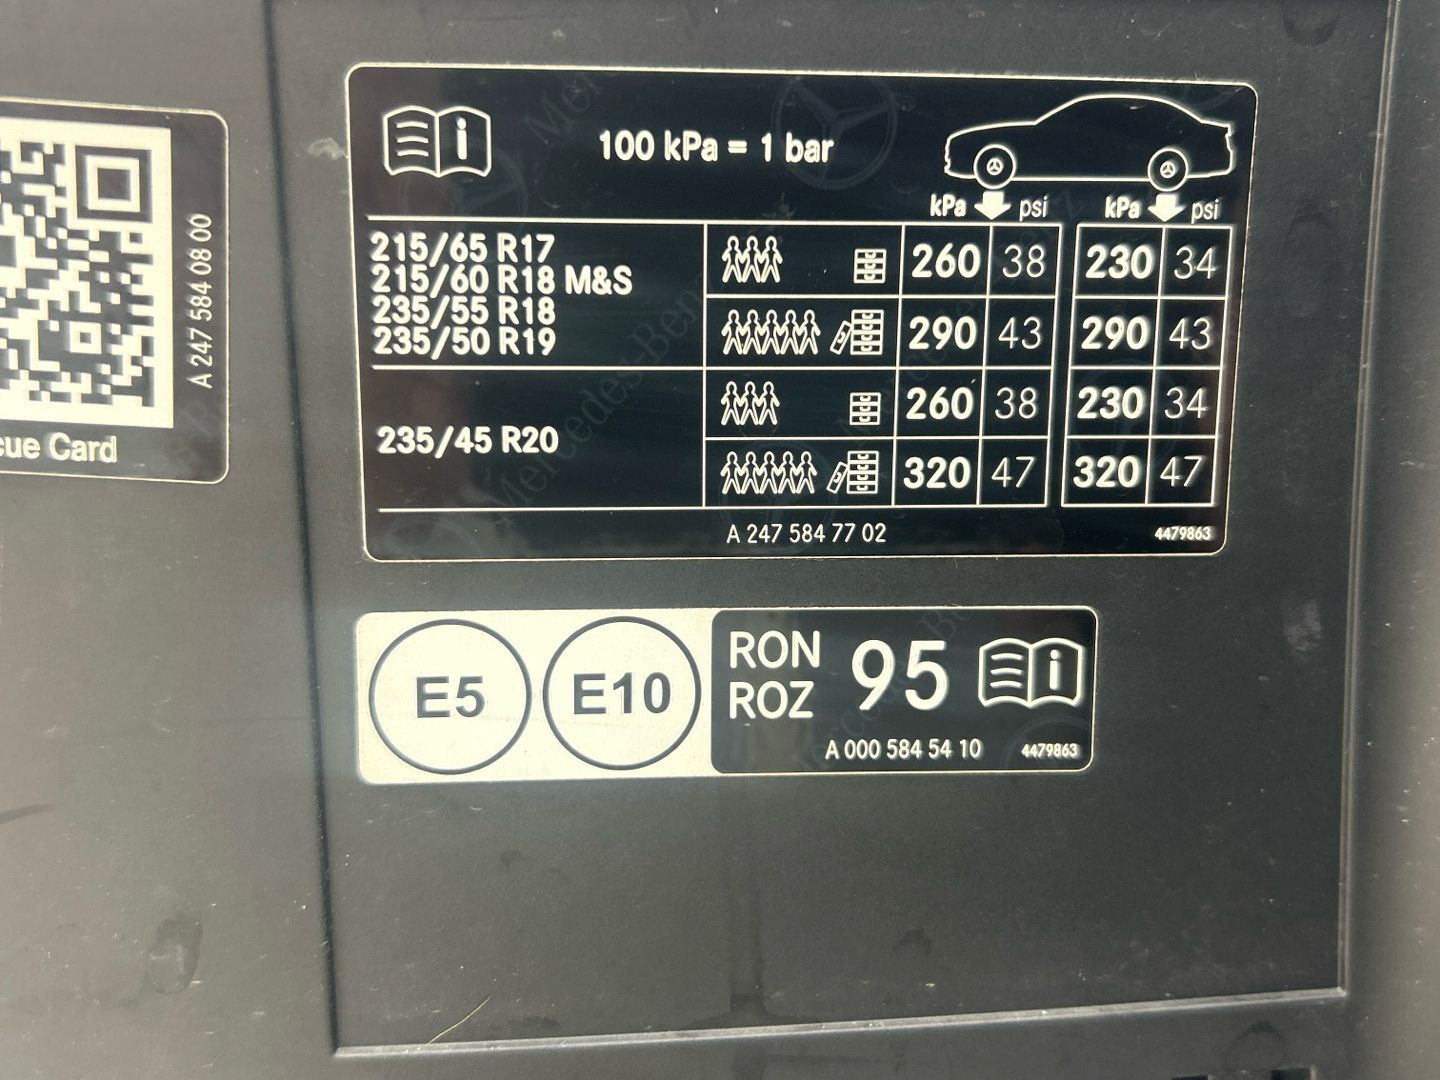 100 kPa = 1 bar
kPa psi kPa psi
215/65 R17
215/60 R18 M&S
235/55 R18
235/50 R19
260 38 230 34
290 43 290 43
235/45 R20
260 38 230 34
320 47 320 47
A 247 584 77 02
4479863
A 247 584 08 00
cue Card
E5
E10
RON
ROZ
95
A 000 584 54 10
4479863
Mercedes-Benz